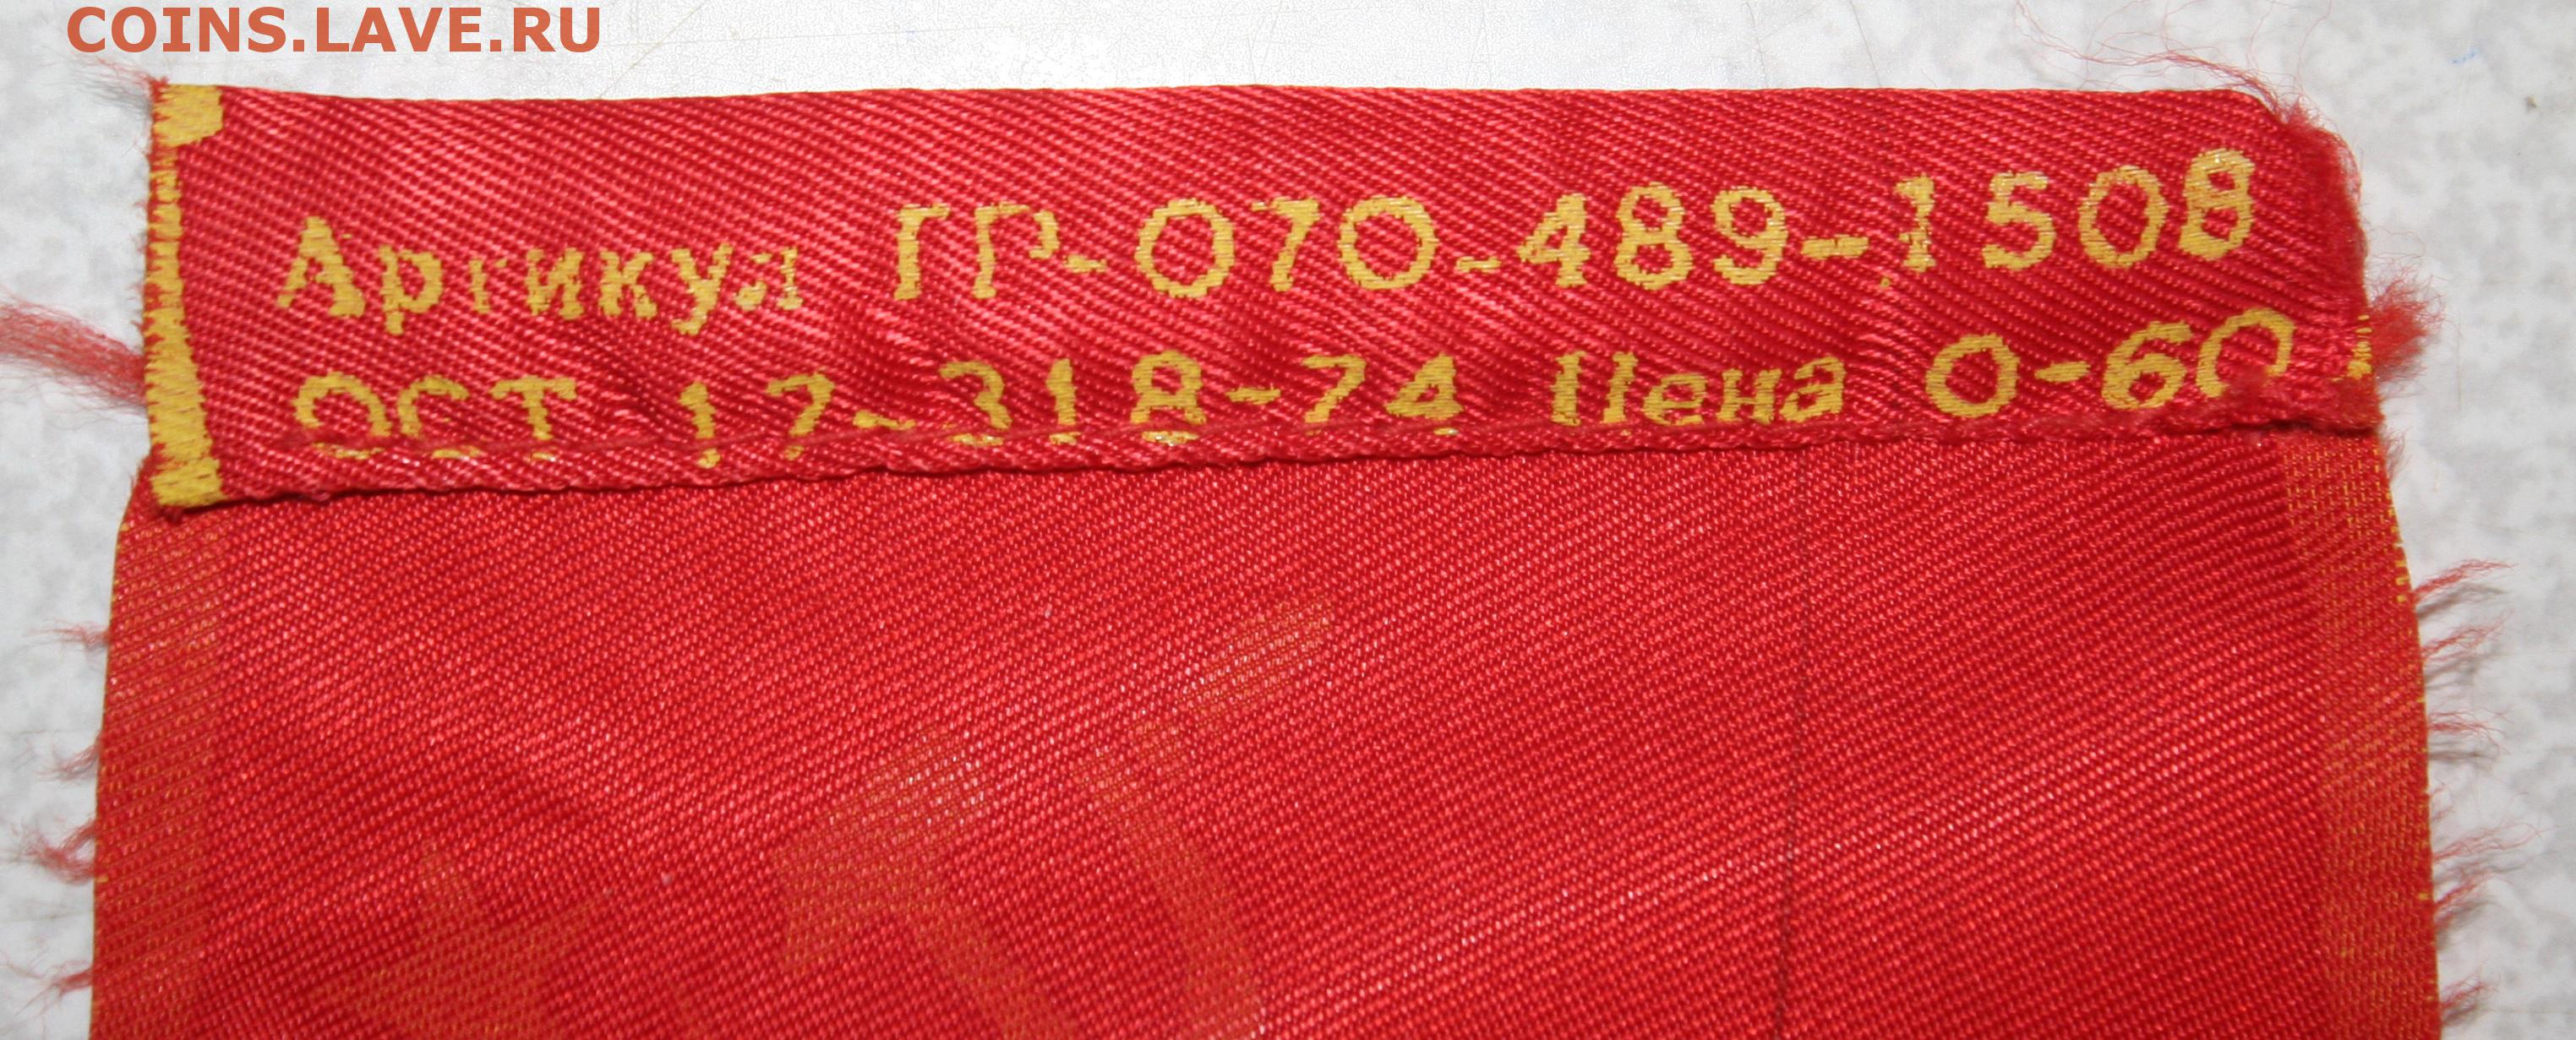 COINS.LAVE.RU
Артикул ГР-070-489-1508
ОСТ 17-318-74 Цена 0-60